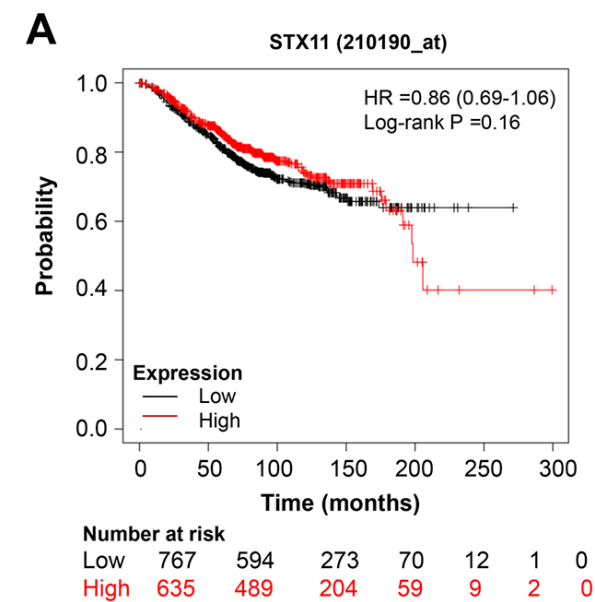 A
STX11 (210190_at)
HR =0.86 (0.69-1.06)
Log-rank P =0.16
Probability
1.0
0.8
0.6
0.4
0.2
0.0
Expression
Low
High
0 50 100 150 200 250 300
Time (months)
Number at risk
Low 767 594 273 70 12 1 0
High 635 489 204 59 9 2 0